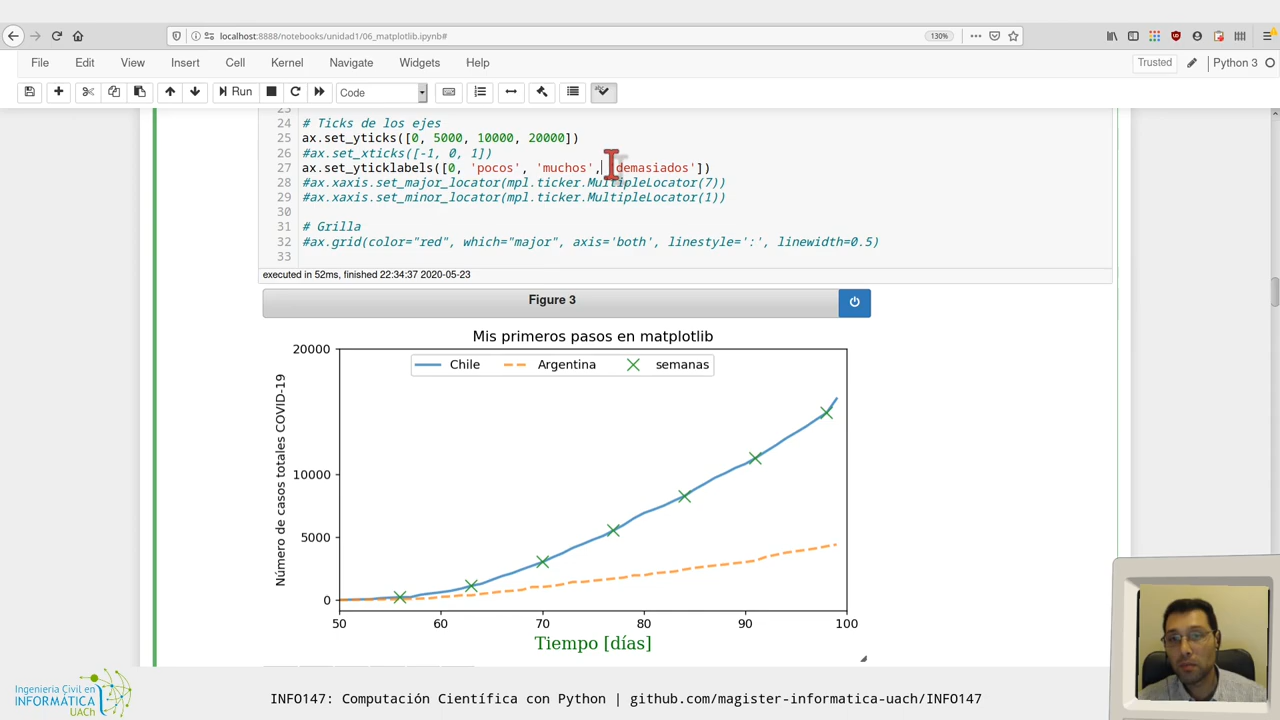 localhost:8888/notebooks/unidad1/06_matplotlib.ipynb#
130%
File Edit View Insert Cell Kernel Navigate Widgets Help
Trusted
Python 3
Run
Code
23
24 # Ticks de los ejes
25 ax.set_yticks([0, 5000, 10000, 20000])
26 #ax.set_xticks([-1, 0, 1])
27 ax.set_yticklabels([0, 'pocos', 'muchos', 'demasiados'])
28 #ax.xaxis.set_major_locator(mpl.ticker.MultipleLocator(7))
29 #ax.xaxis.set_minor_locator(mpl.ticker.MultipleLocator(1))
30
31 # Grilla
32 #ax.grid(color="red", which="major", axis='both', linestyle=':', linewidth=0.5)
33
executed in 52ms, finished 22:34:37 2020-05-23
Figure 3
Mis primeros pasos en matplotlib
20000
10000
5000
0
Número de casos totales COVID-19
Chile Argentina semanas
50 60 70 80 90 100
Tiempo [días]
Ingeniería Civil en
INFORMÁTICA
UACh
INFO147: Computación Científica con Python | github.com/magister-informatica-uach/INFO147